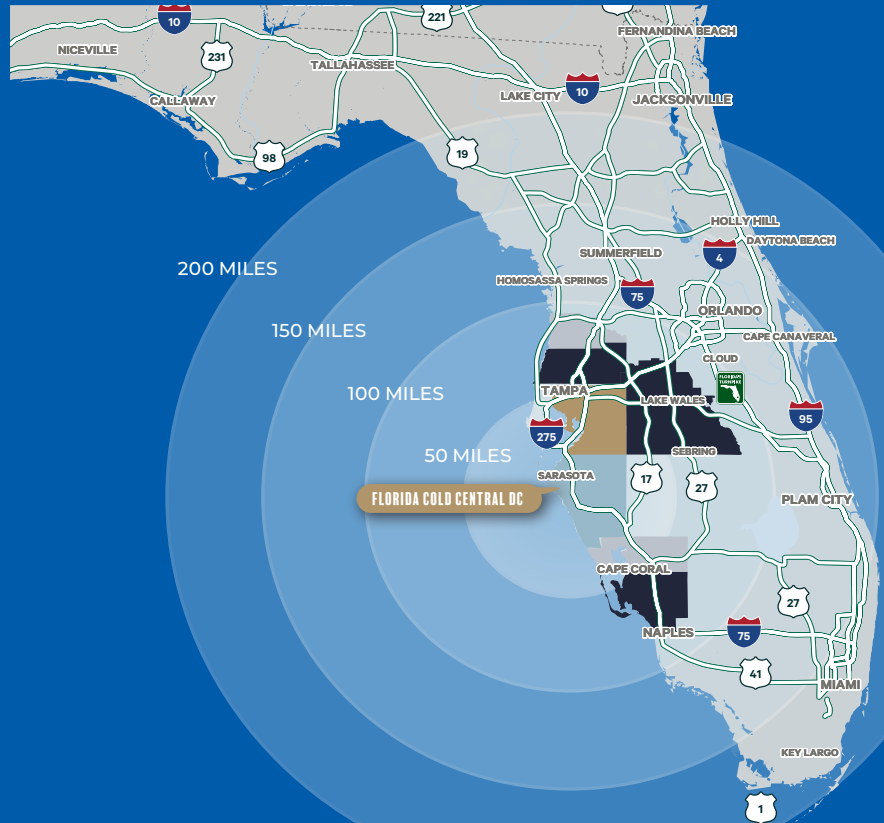 10
221
FERNANDINA BEACH
NICEVILLE
231
TALLAHASSEE
CALLAWAY
LAKE CITY
10
JACKSONVILLE
98
19
HOLLY HILL
DAYTONA BEACH
4
SUMMERFIELD
200 MILES
HOMOSASSA SPRINGS
75
ORLANDO
150 MILES
CAPE CANAVERAL
CLOUD
FLORIDA'S
TURNPIKE
100 MILES
TAMPA
LAKE WALES
95
275
50 MILES
SEBRING
SARASOTA
17
27
FLORIDA COLD CENTRAL DC
PLAM CITY
CAPE CORAL
27
NAPLES
75
41
MIAMI
KEY LARGO
1